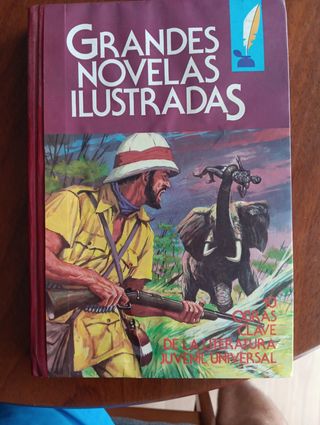 GRANDES
NOVELAS
ILUSTRADAS
10
OBRAS
CLAVE
DE LA LITERATURA
JUVENIL UNIVERSAL